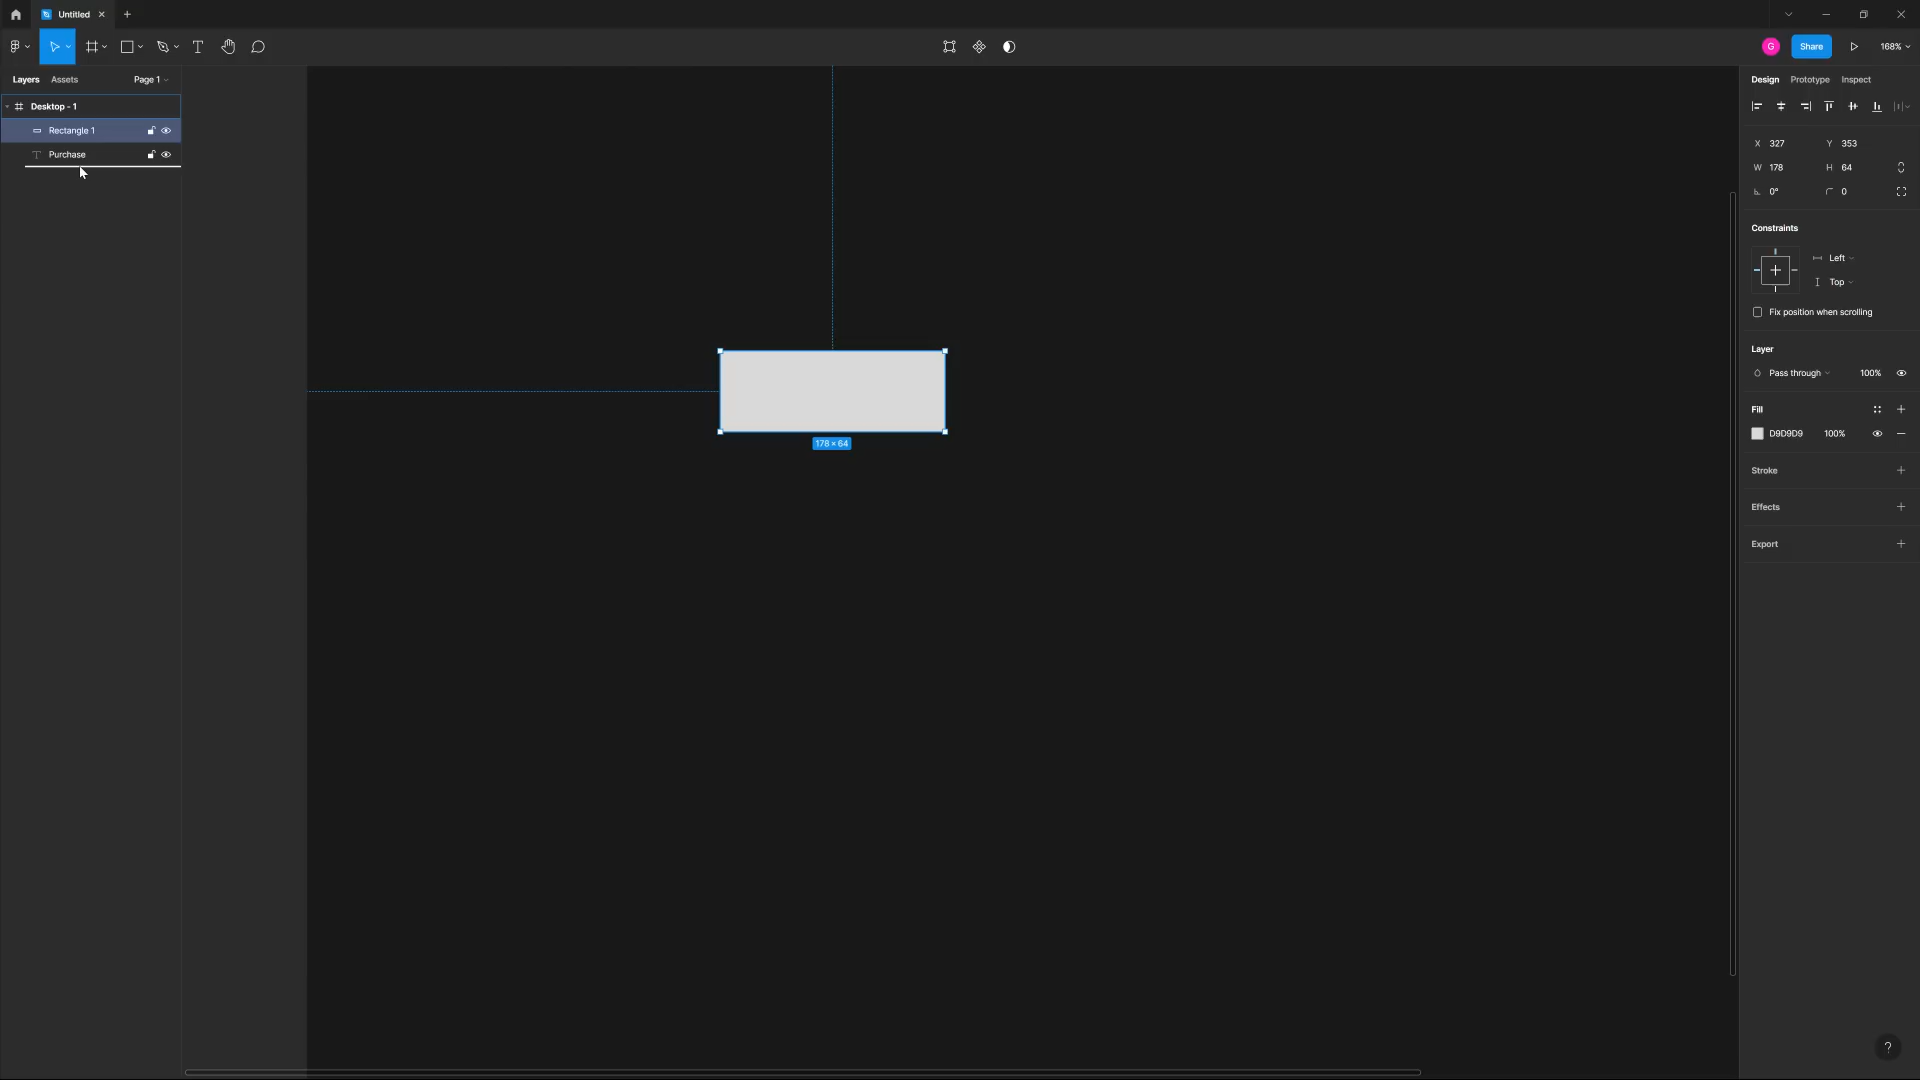 Untitled
G
Share
168%
Layers
Assets
Page 1
Design
Prototype
Inspect
Desktop - 1
Rectangle 1
Purchase
X 327
Y 353
W 178
H 64
0°
0
Constraints
Left
Top
Fix position when scrolling
Layer
Pass through
100%
Fill
D9D9D9
100%
Stroke
Effects
Export
178 × 64
?